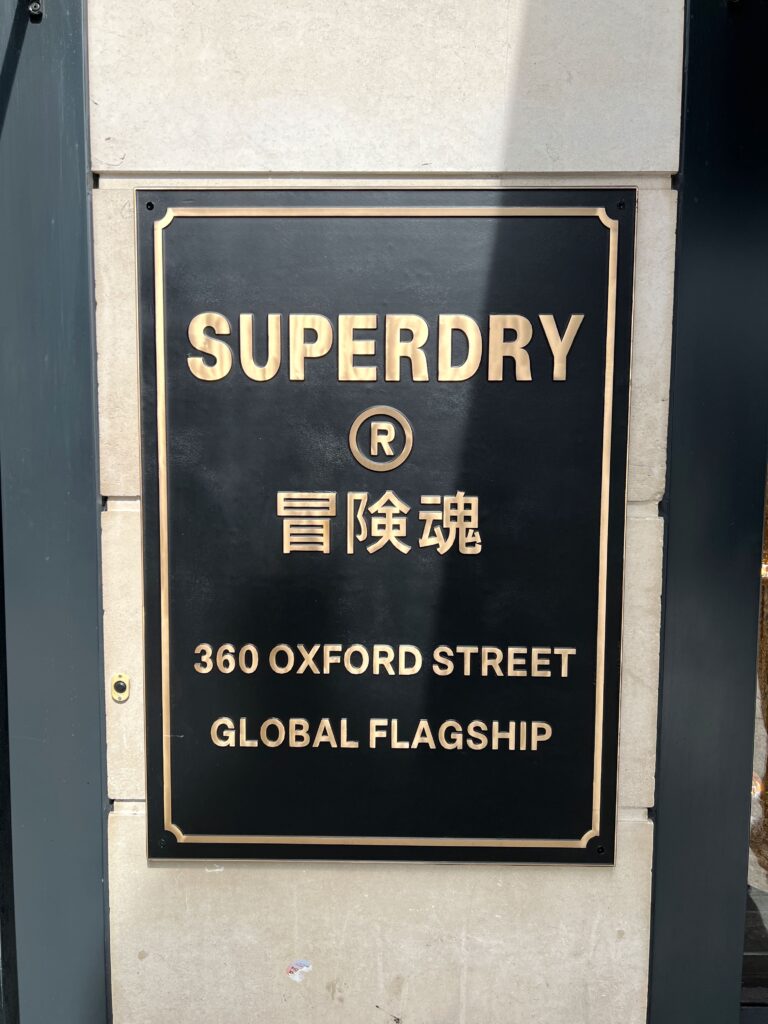 SUPERDRY
®
冒険魂
360 OXFORD STREET
GLOBAL FLAGSHIP